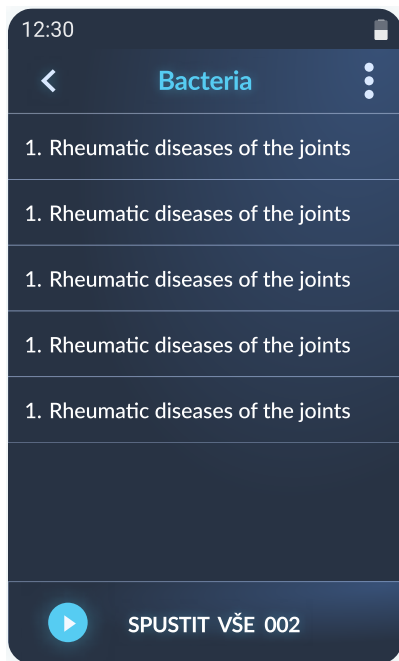 12:30
Bacteria
1. Rheumatic diseases of the joints
1. Rheumatic diseases of the joints
1. Rheumatic diseases of the joints
1. Rheumatic diseases of the joints
1. Rheumatic diseases of the joints
SPUSTIT VŠE 002